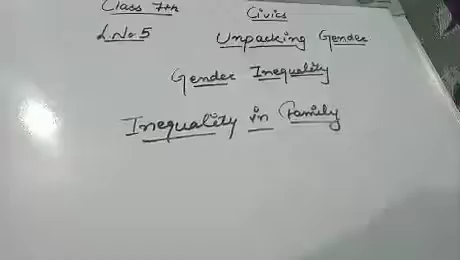 Class 7th Civics
L.No.5 Unpacking Gender
Gender Inequality
Inequality in Family